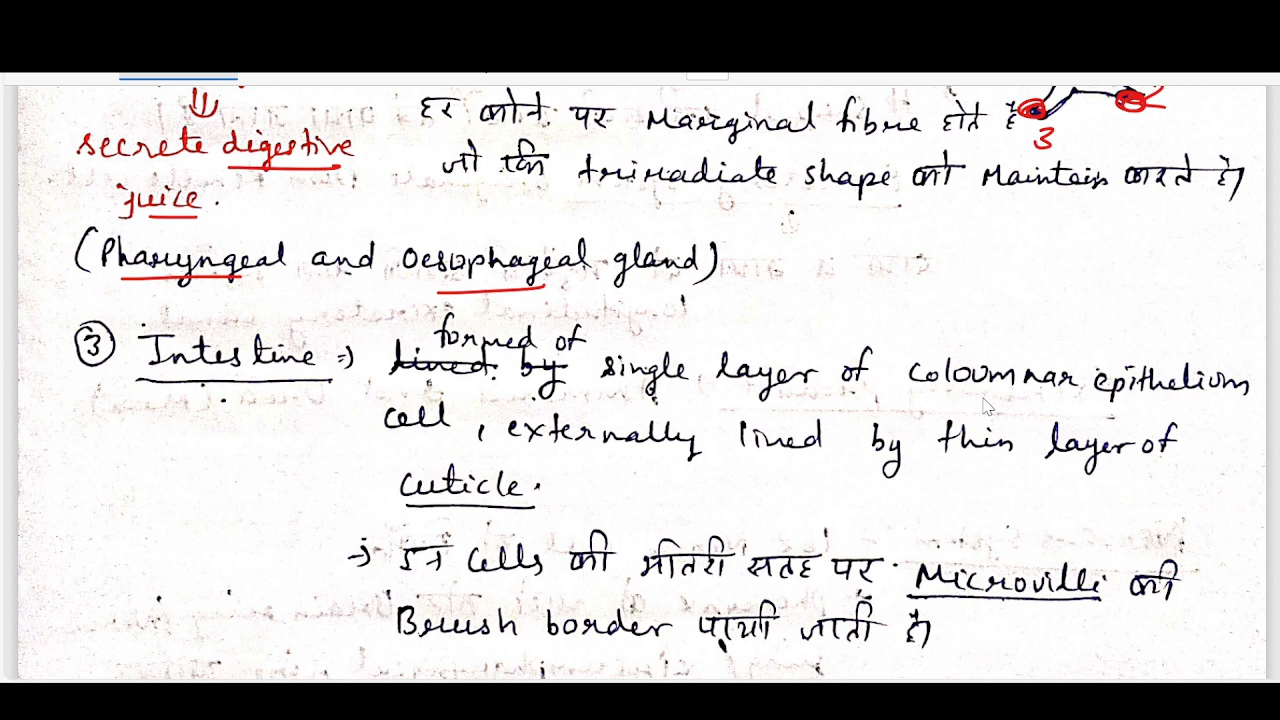 हर कोने पर Marginal fibre होते हैं
3
secrete digestive
जो कि triradiate shape को Maintain करते है।
juice.
(Pharyngeal and Oesophageal gland)
③ Intestine ⇒ lined by formed of single layer of coloumnar epithelium
cell, externally lined by thin layer of
cuticle.
→ इन cells की भीतरी सतह पर Microvilli की
Brush border पायी जाती है।